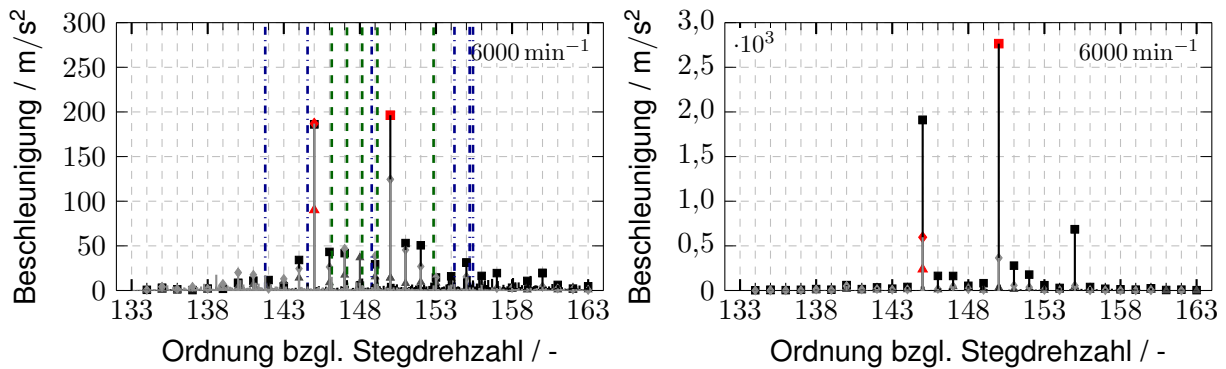 Beschleunigung / m/s²
300
250
200
150
100
50
0
6000 min⁻¹
133 138 143 148 153 158 163
Ordnung bzgl. Stegdrehzahl / -
Beschleunigung / m/s²
3,0
2,5
2,0
1,5
1,0
0,5
0
·10³
6000 min⁻¹
133 138 143 148 153 158 163
Ordnung bzgl. Stegdrehzahl / -